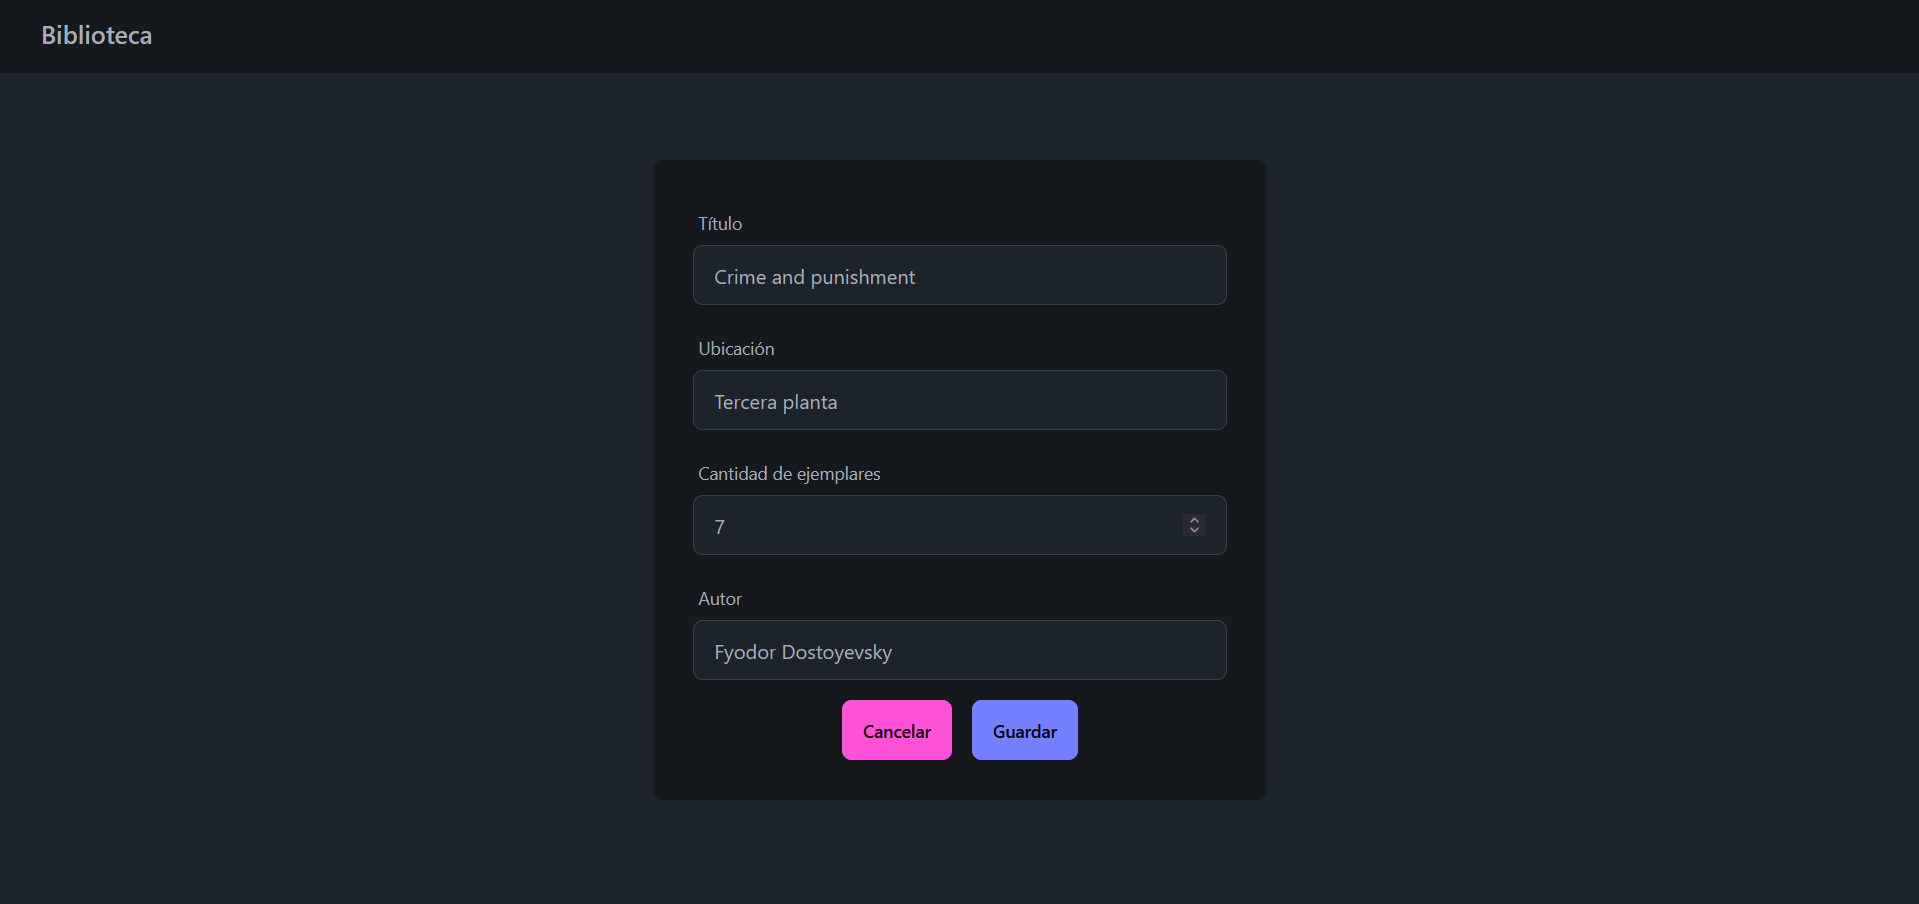 Biblioteca
Título
Crime and punishment
Ubicación
Tercera planta
Cantidad de ejemplares
7
Autor
Fyodor Dostoyevsky
Cancelar Guardar